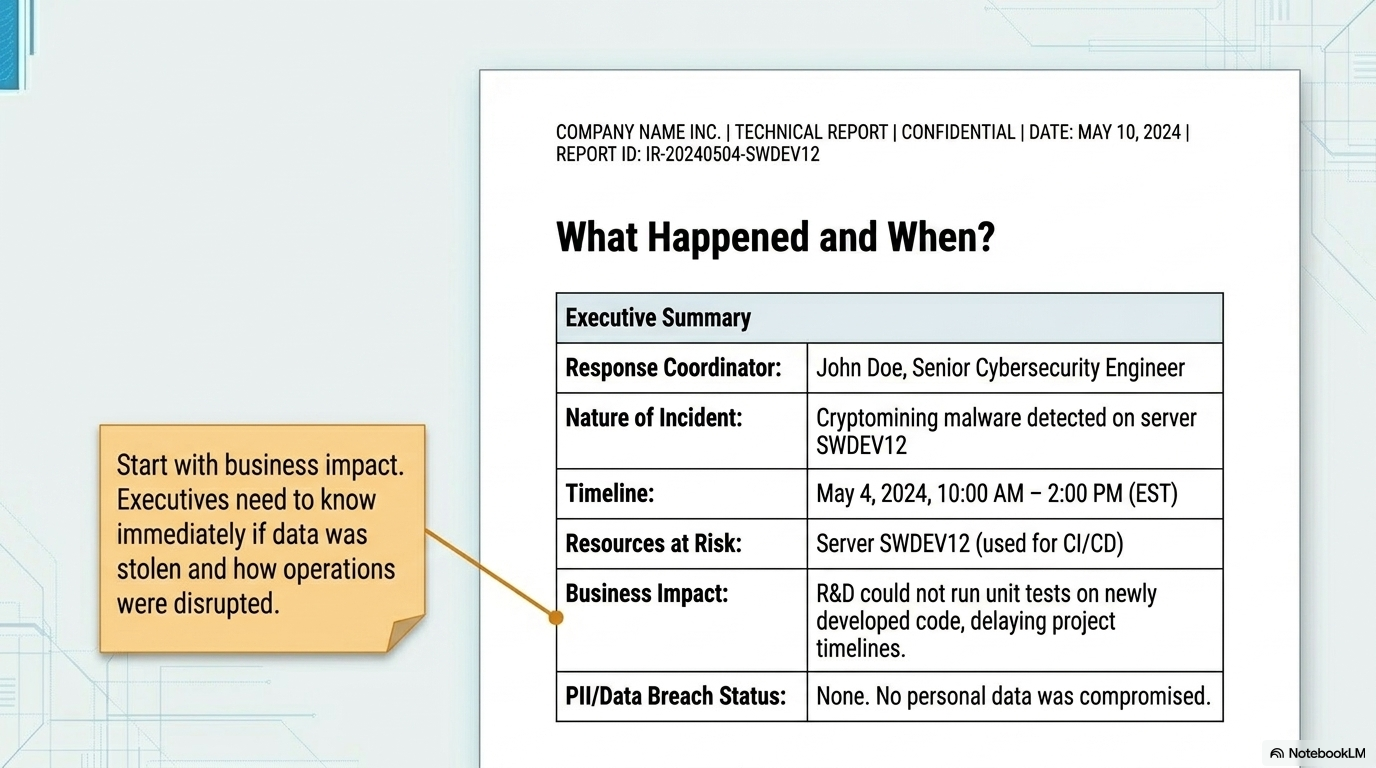 COMPANY NAME INC. | TECHNICAL REPORT | CONFIDENTIAL | DATE: MAY 10, 2024 |
REPORT ID: IR-20240504-SWDEV12
What Happened and When?
Executive Summary
Response Coordinator: John Doe, Senior Cybersecurity Engineer
Nature of Incident: Cryptomining malware detected on server
SWDEV12
Timeline: May 4, 2024, 10:00 AM – 2:00 PM (EST)
Resources at Risk: Server SWDEV12 (used for CI/CD)
Business Impact: R&D could not run unit tests on newly
developed code, delaying project
timelines.
PII/Data Breach Status: None. No personal data was compromised.
Start with business impact.
Executives need to know
immediately if data was
stolen and how operations
were disrupted.
NotebookLM